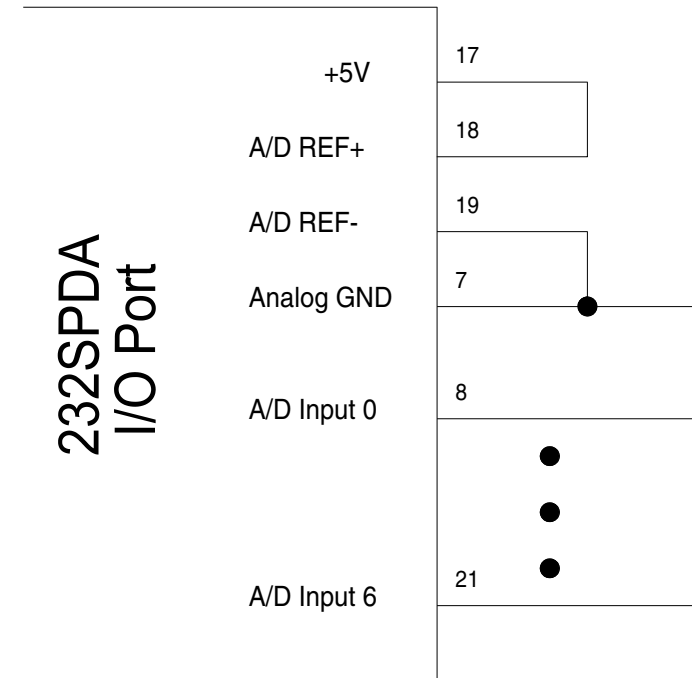 232SPDA
I/O Port
+5V
17
A/D REF+
18
A/D REF-
19
Analog GND
7
A/D Input 0
8
A/D Input 6
21